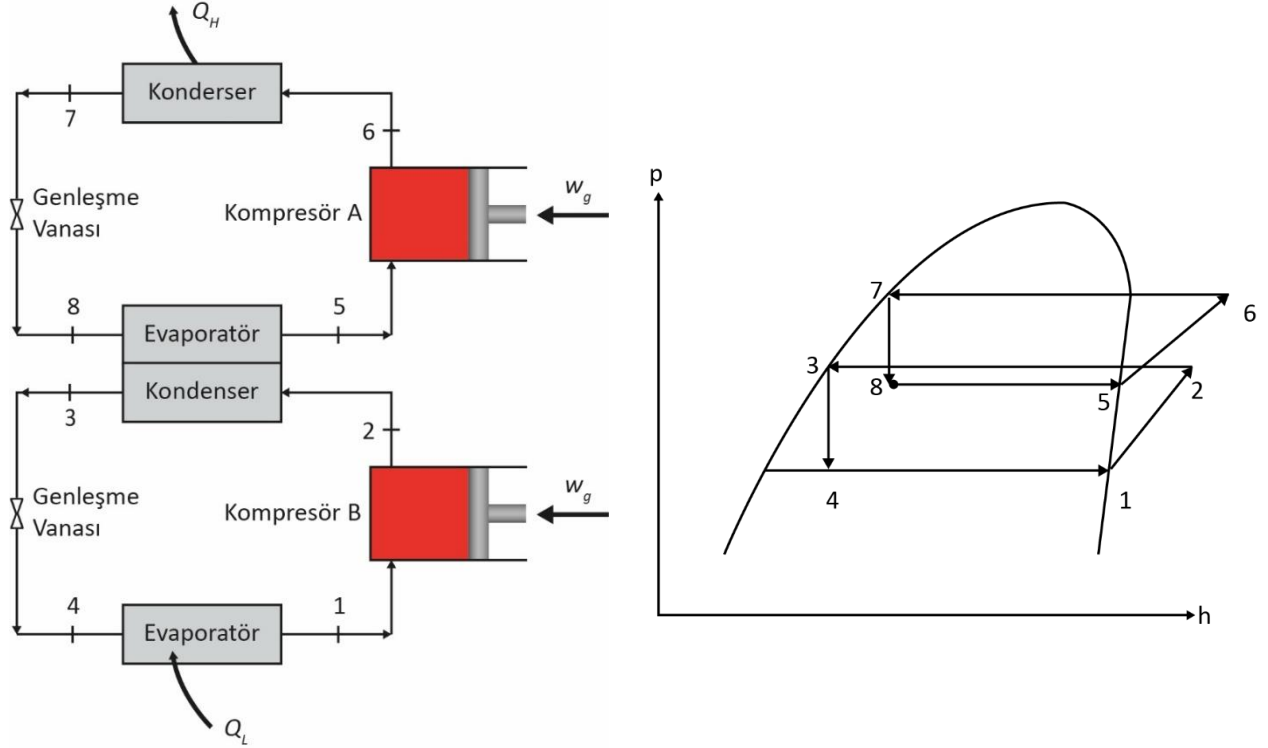 Q_H
Konderser
7
6
Genleşme
Vanası
Kompresör A
w_g
8
5
Evaporatör
Kondenser
3
2
Genleşme
Vanası
Kompresör B
w_g
4
1
Evaporatör
Q_L
p
7
6
3
8
5
2
4
1
h